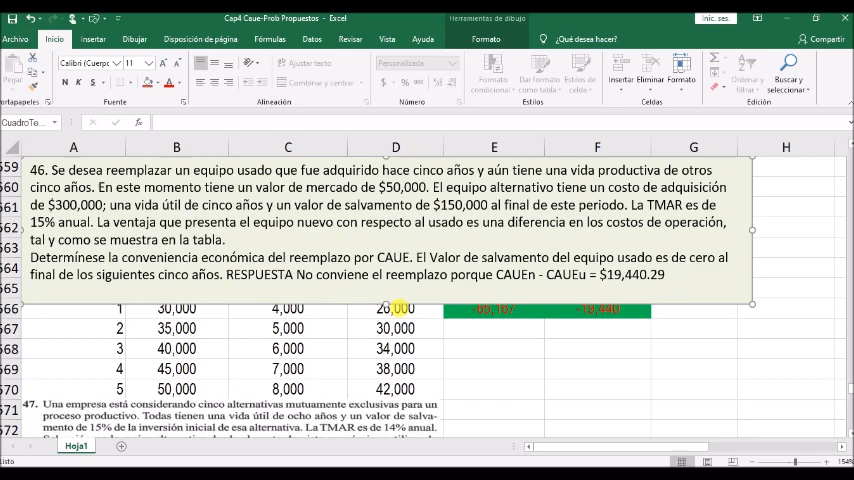 Cap4 Caue-Prob Propuestos - Excel
Herramientas de dibujo
Inic. ses.
Archivo Inicio Insertar Dibujar Disposición de página Fórmulas Datos Revisar Vista Ayuda Formato ¿Qué desea hacer? Compartir
Pegar
Calibri (Cuerpo 11
N K S
Ajustar texto
Combinar y centrar
Personalizada
$ % 000
Formato condicional
Dar formato como tabla
Estilos de celda
Insertar Eliminar Formato
Ordenar y filtrar
Buscar y seleccionar
ortapapeles Fuente Alineación Número Estilos Celdas Edición
CuadroTe...
fx
A B C D E F G H
559
560
561
562
563
564
565
46. Se desea reemplazar un equipo usado que fue adquirido hace cinco años y aún tiene una vida productiva de otros
cinco años. En este momento tiene un valor de mercado de $50,000. El equipo alternativo tiene un costo de adquisición
de $300,000; una vida útil de cinco años y un valor de salvamento de $150,000 al final de este periodo. La TMAR es de
15% anual. La ventaja que presenta el equipo nuevo con respecto al usado es una diferencia en los costos de operación,
tal y como se muestra en la tabla.
Determínese la conveniencia económica del reemplazo por CAUE. El Valor de salvamento del equipo usado es de cero al
final de los siguientes cinco años. RESPUESTA No conviene el reemplazo porque CAUEn - CAUEu = $19,440.29
566 1 30,000 4,000 26,000 -19,440
567 2 35,000 5,000 30,000
568 3 40,000 6,000 34,000
569 4 45,000 7,000 38,000
570 5 50,000 8,000 42,000
571
572
47. Una empresa está considerando cinco alternativas mutuamente exclusivas para un
proceso productivo. Todas tienen una vida útil de ocho años y un valor de salva-
mento de 15% de la inversión inicial de esa alternativa. La TMAR es de 14% anual.
Hoja1
Listo
154%